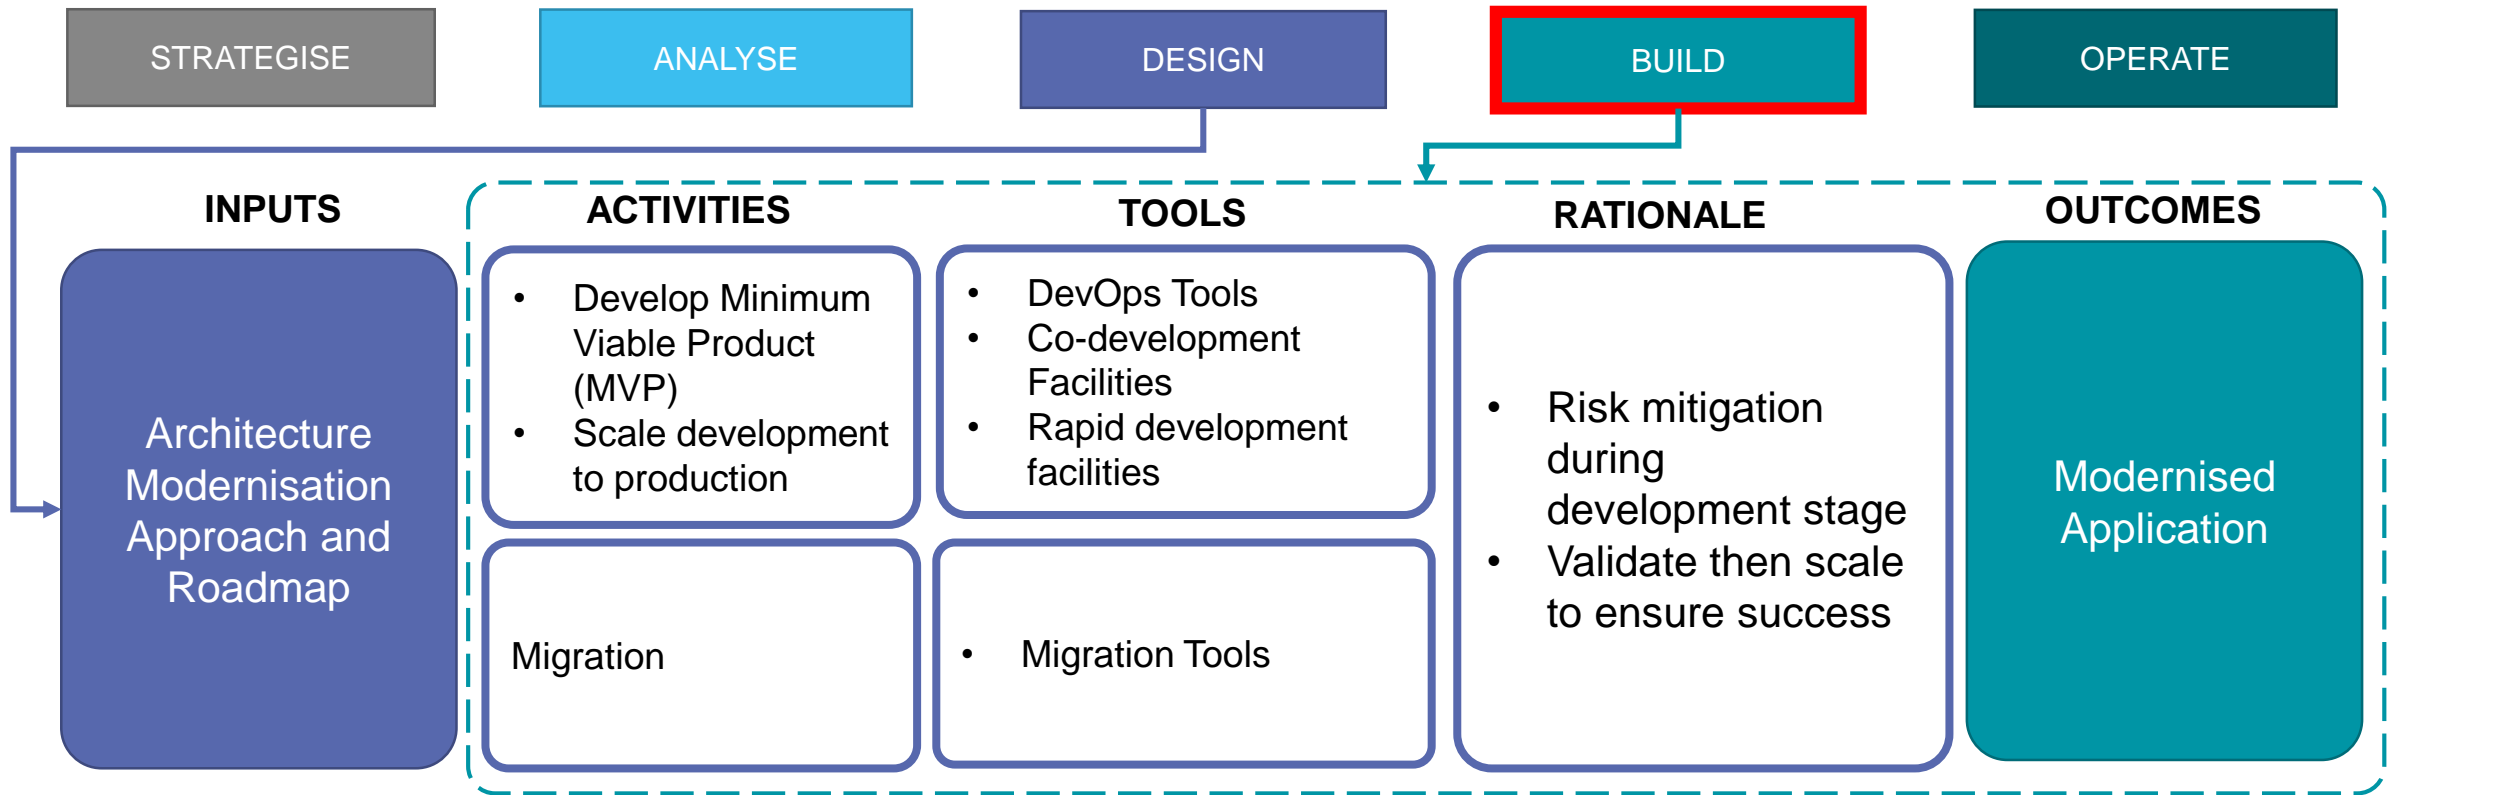 STRATEGISE
ANALYSE
DESIGN
BUILD
OPERATE
INPUTS
ACTIVITIES
TOOLS
RATIONALE
OUTCOMES
Architecture
Modernisation
Approach and
Roadmap
• Develop Minimum
Viable Product
(MVP)
• Scale development
to production
Migration
• DevOps Tools
• Co-development
Facilities
• Rapid development
facilities
• Migration Tools
• Risk mitigation
during
development stage
• Validate then scale
to ensure success
Modernised
Application